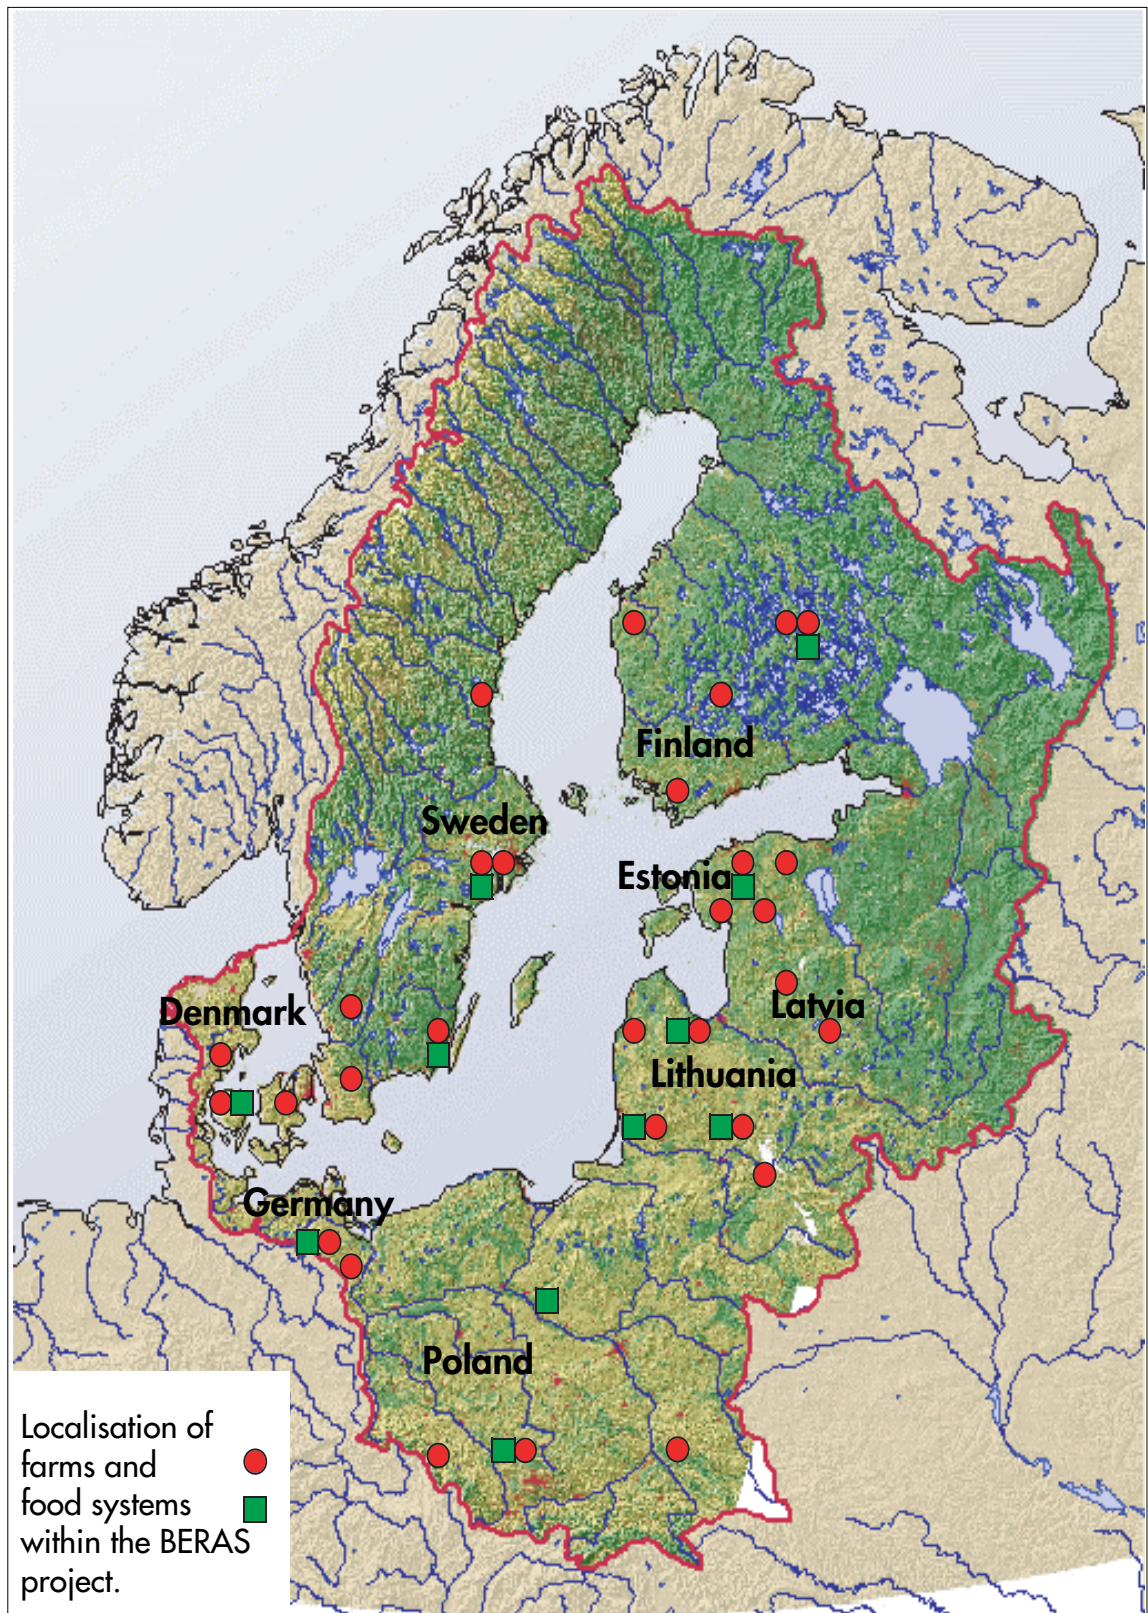 Finland
Sweden
Estonia
Latvia
Denmark
Lithuania
Germany
Poland
Localisation of
farms and
food systems
within the BERAS
project.